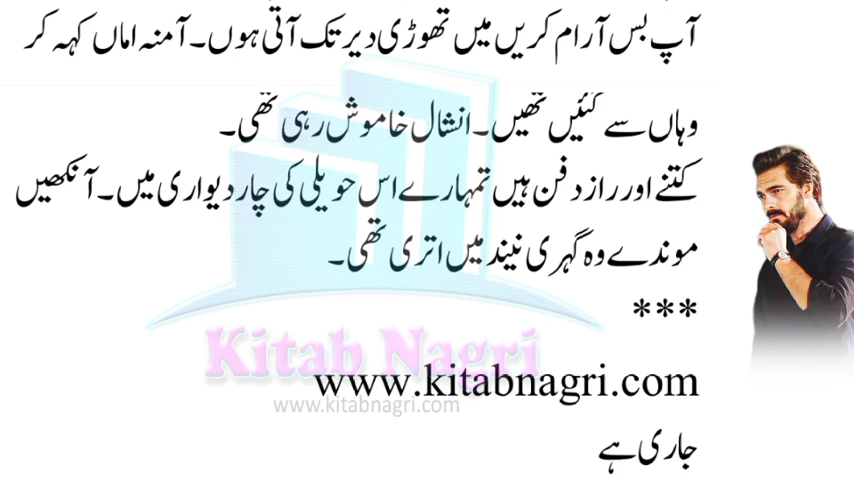 آپ بس آرام کریں میں تھوڑی دیر تک آتی ہوں۔ آمنہ اماں کہہ کر
وہاں سے گئیں تھیں۔ انشال خاموش رہی تھی۔
کتنے اور راز دفن ہیں تمہارے اس حویلی کی چار دیواری میں۔ آنکھیں
موندے وہ گہری نیند میں اتری تھی۔
***
Kitab Nagri
www.kitabnagri.com
www.kitabnagri.com
جاری ہے